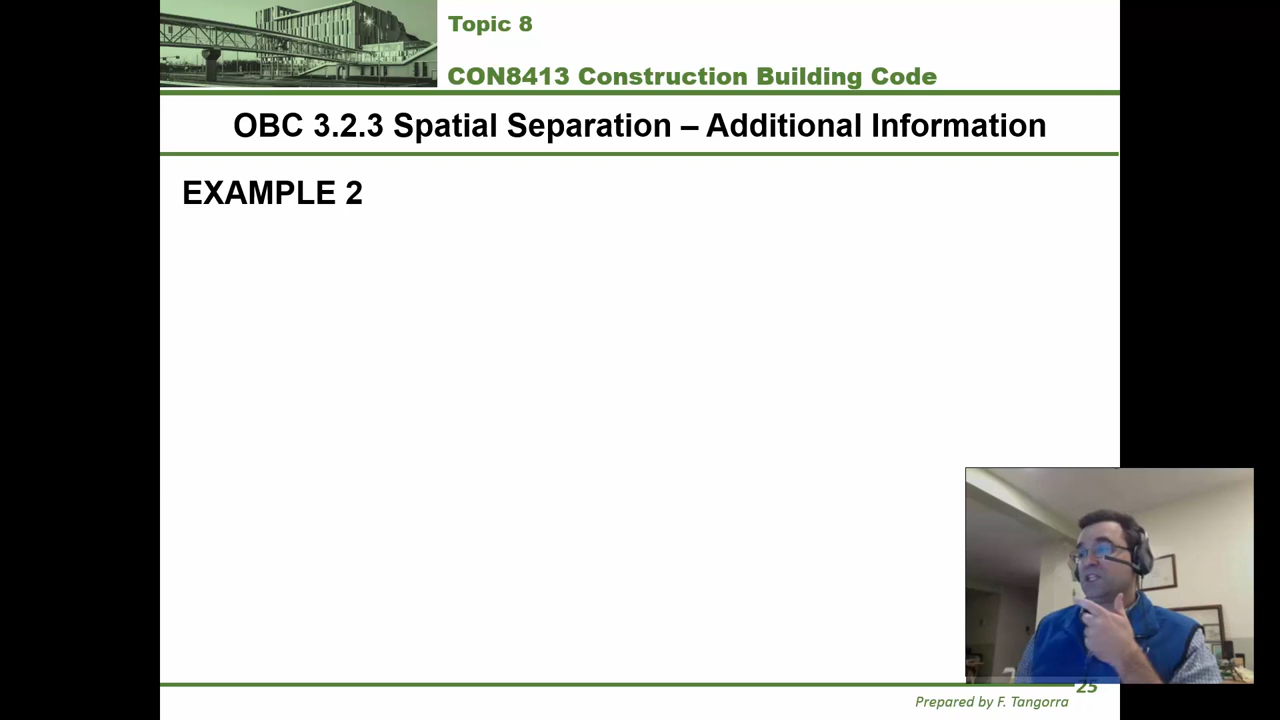 Topic 8
CON8413 Construction Building Code
OBC 3.2.3 Spatial Separation – Additional Information
EXAMPLE 2
25
Prepared by F. Tangorra